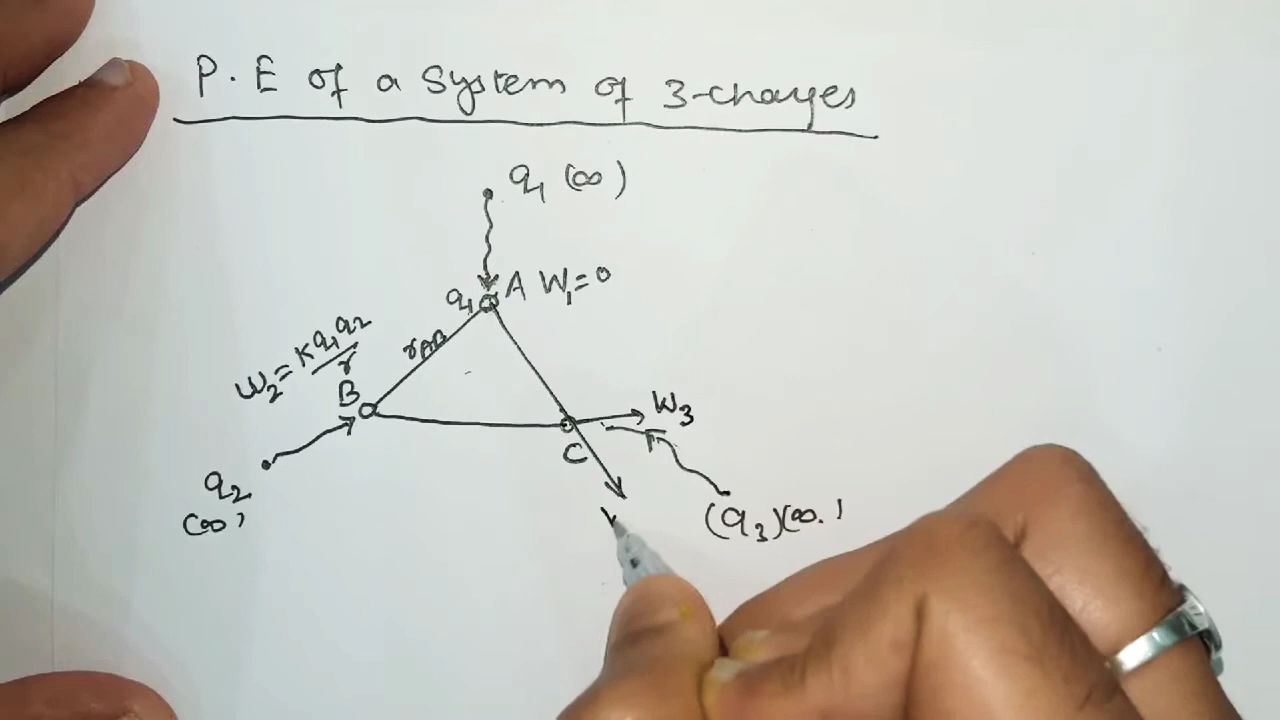 P.E of a System of 3-charges
q1 (∞)
q1 A W1=0
rAB
W2 = Kq1q2/r
B
W3
C
q2
(∞)
(q3)(∞.)